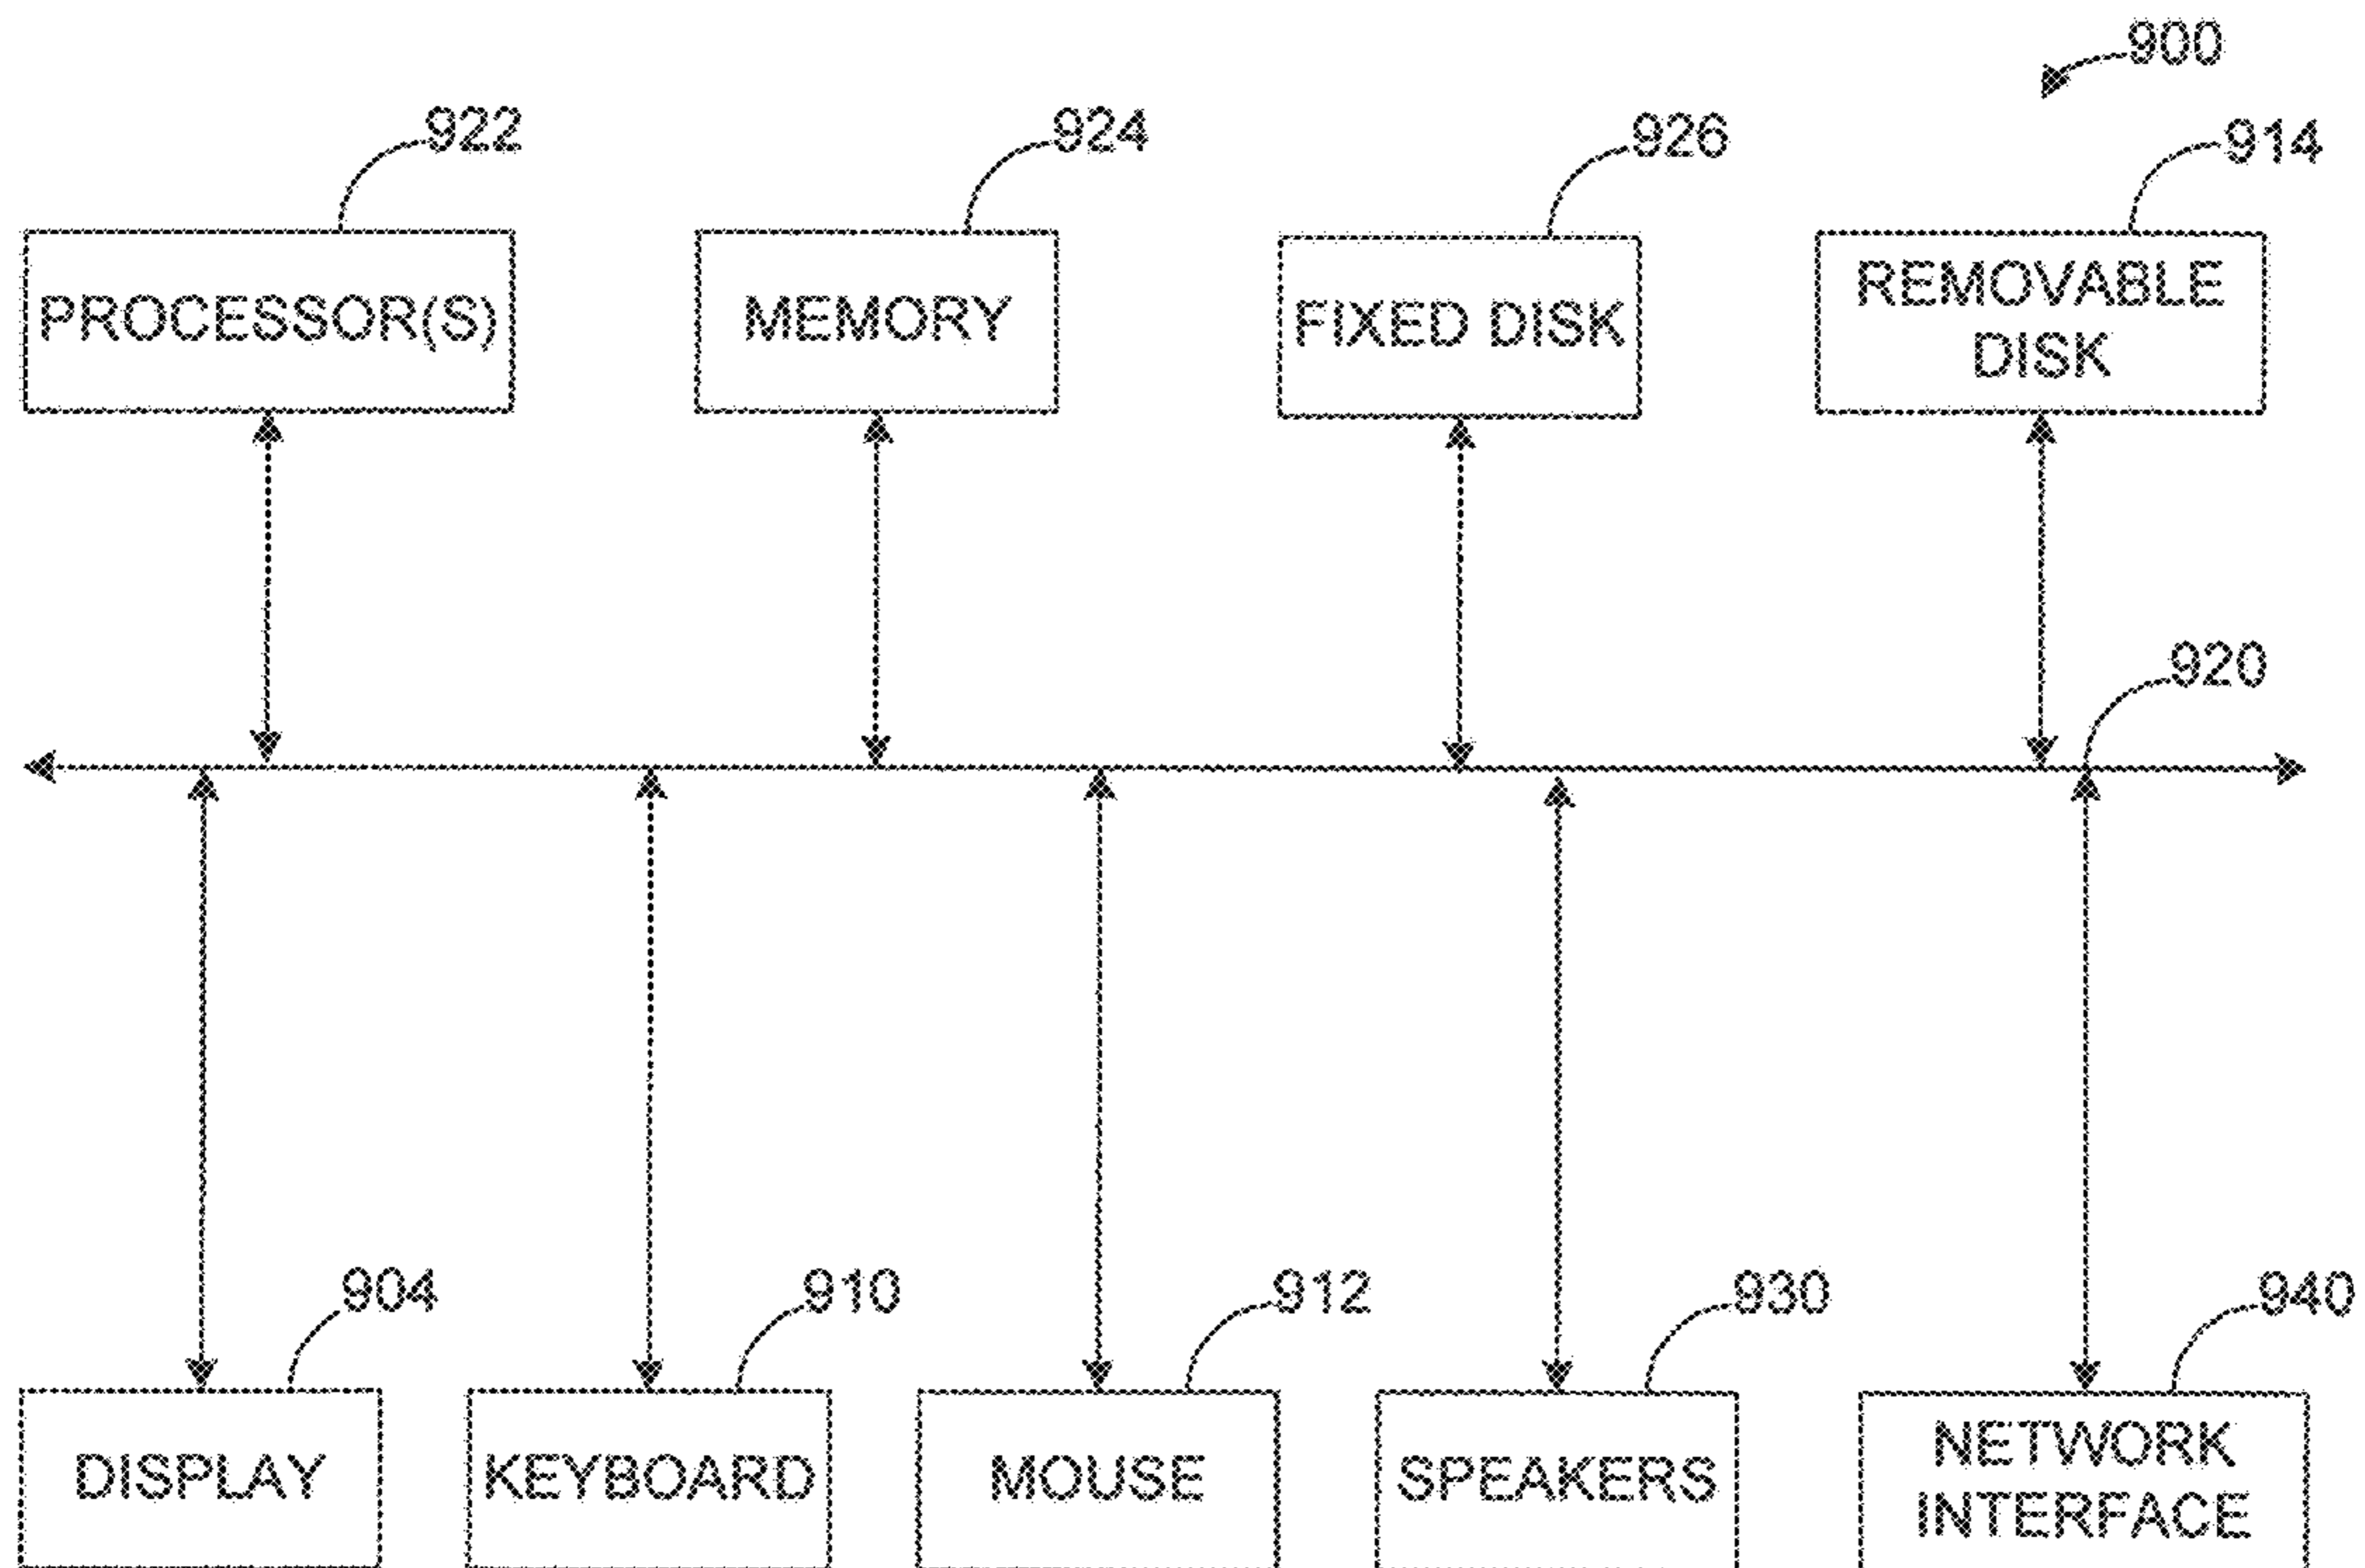 900
922
924
926
914
PROCESSOR(S)
MEMORY
FIXED DISK
REMOVABLE
DISK
920
904
910
912
930
940
DISPLAY
KEYBOARD
MOUSE
SPEAKERS
NETWORK
INTERFACE